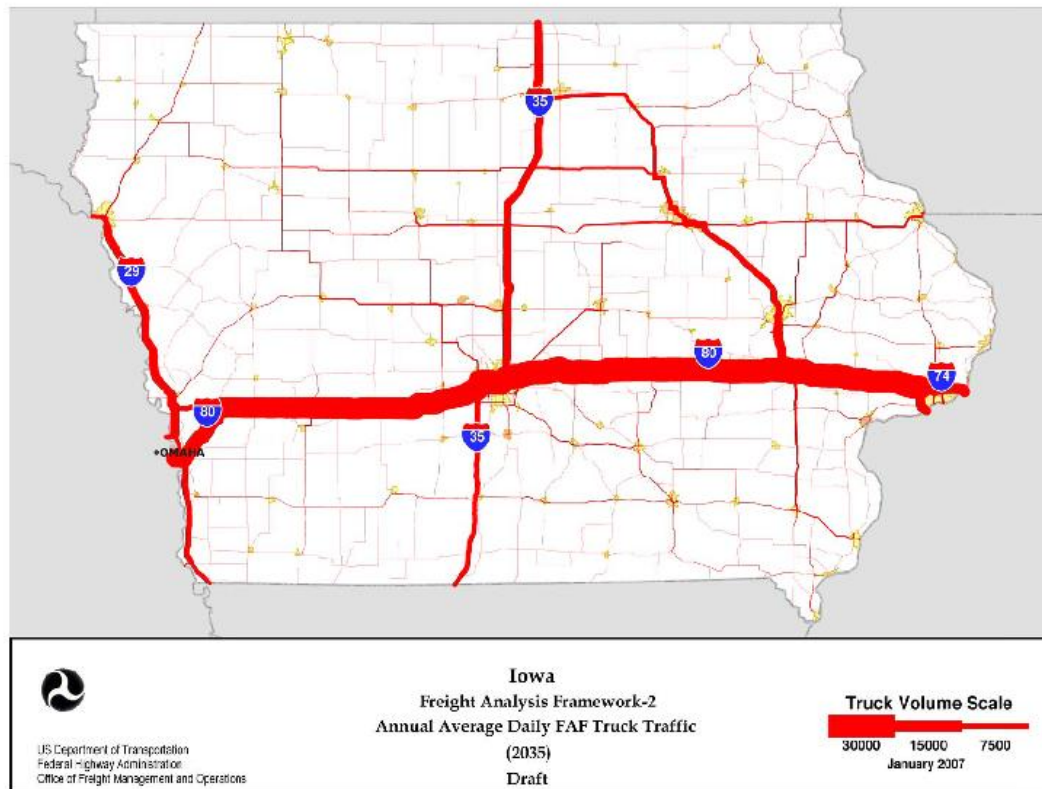 35
29
80
80
74
35
OMAHA
Iowa
Freight Analysis Framework-2
Annual Average Daily FAF Truck Traffic
(2035)
Draft
US Department of Transportation
Federal Highway Administration
Office of Freight Management and Operations
Truck Volume Scale
30000 15000 7500
January 2007